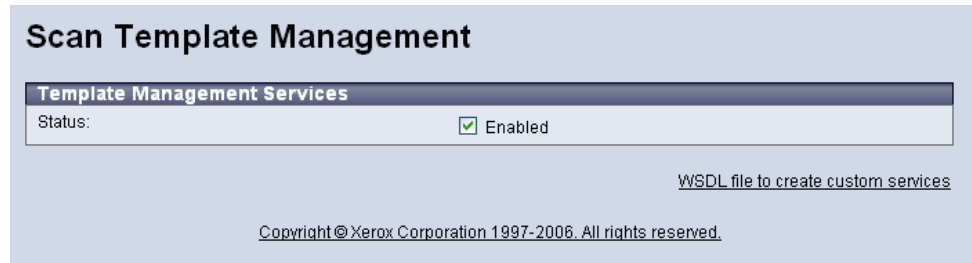 Scan Template Management
Template Management Services
Status:
Enabled
WSDL file to create custom services
Copyright © Xerox Corporation 1997-2006. All rights reserved.